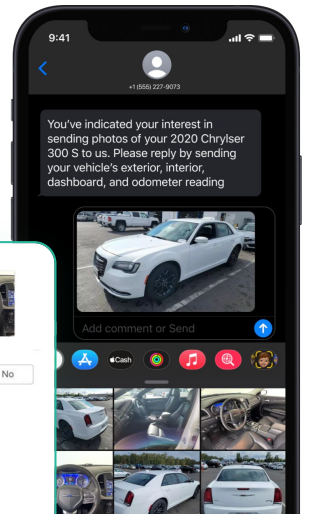 9:41
+1 (555) 227-9073
You've indicated your interest in
sending photos of your 2020 Chrylser
300 S to us. Please reply by sending
your vehicle's exterior, interior,
dashboard, and odometer reading
Add comment or Send
Cash
No